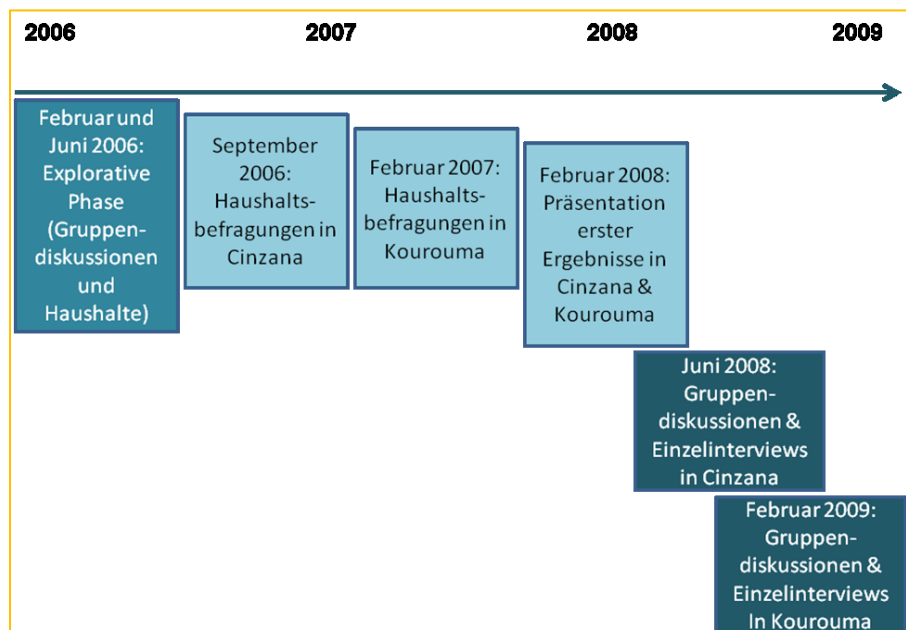 2006 2007 2008 2009
Februar und
Juni 2006:
Explorative
Phase
(Gruppen-
diskussionen
und
Haushalte)
September
2006:
Haushalts-
befragungen in
Cinzana
Februar 2007:
Haushalts-
befragungen in
Kourouma
Februar 2008:
Präsentation
erster
Ergebnisse in
Cinzana &
Kourouma
Juni 2008:
Gruppen-
diskussionen &
Einzelinterviews
in Cinzana
Februar 2009:
Gruppen-
diskussionen &
Einzelinterviews
In Kourouma